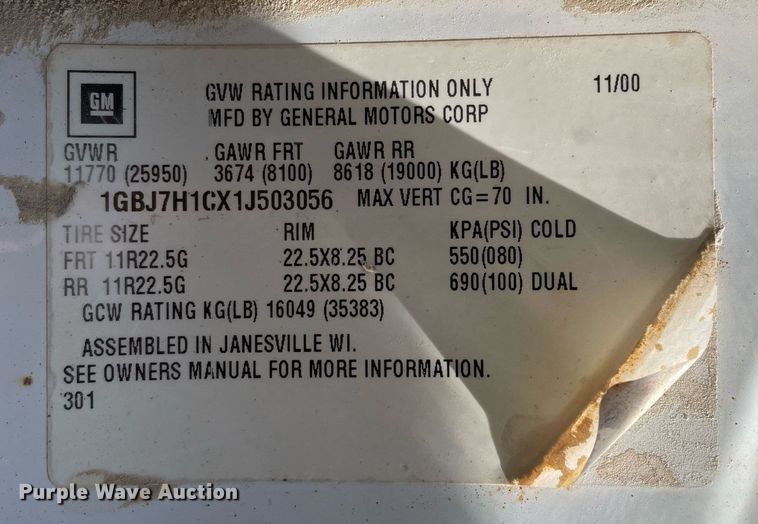 GM
GVW RATING INFORMATION ONLY 11/00
MFD BY GENERAL MOTORS CORP
GVWR GAWR FRT GAWR RR
11770 (25950) 3674 (8100) 8618 (19000) KG(LB)
1GBJ7H1CX1J503056 MAX VERT CG=70 IN.
TIRE SIZE RIM KPA(PSI) COLD
FRT 11R22.5G 22.5X8.25 BC 550(080)
RR 11R22.5G 22.5X8.25 BC 690(100) DUAL
GCW RATING KG(LB) 16049 (35383)
ASSEMBLED IN JANESVILLE WI.
SEE OWNERS MANUAL FOR MORE INFORMATION.
301
Purple Wave Auction